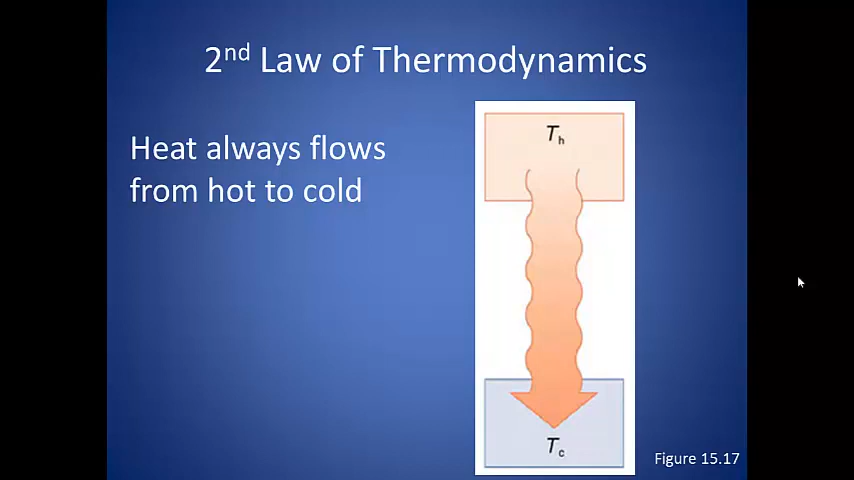 2nd Law of Thermodynamics
Heat always flows
from hot to cold
Th
Tc
Figure 15.17